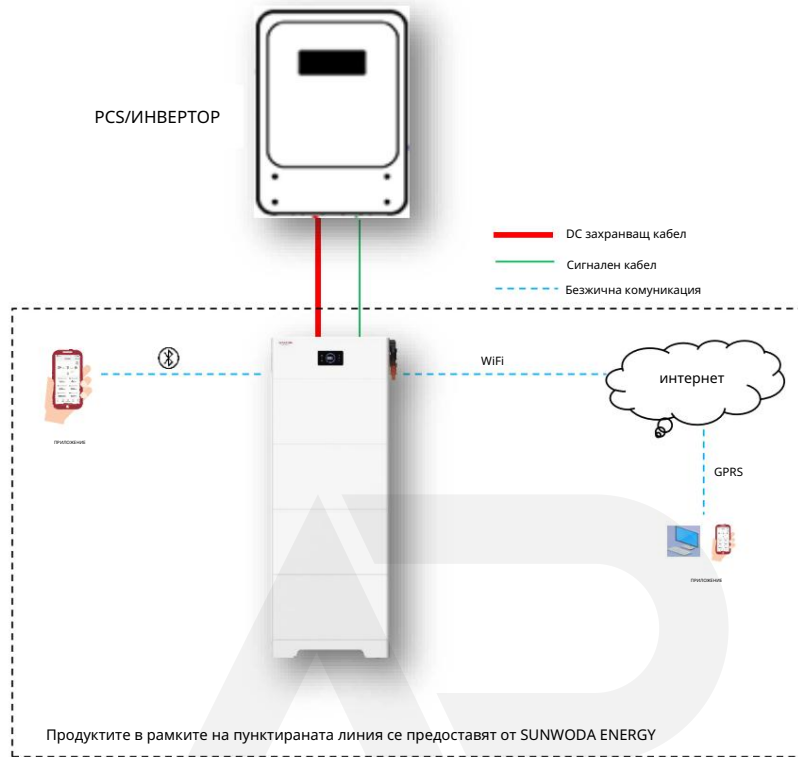 PCS/ИНВЕРТОР
DC захранващ кабел
Сигнален кабел
Безжична комуникация
WiFi
интернет
ПРИЛОЖЕНИЕ
GPRS
ПРИЛОЖЕНИЕ
Продуктите в рамките на пунктираната линия се предоставят от SUNWODA ENERGY